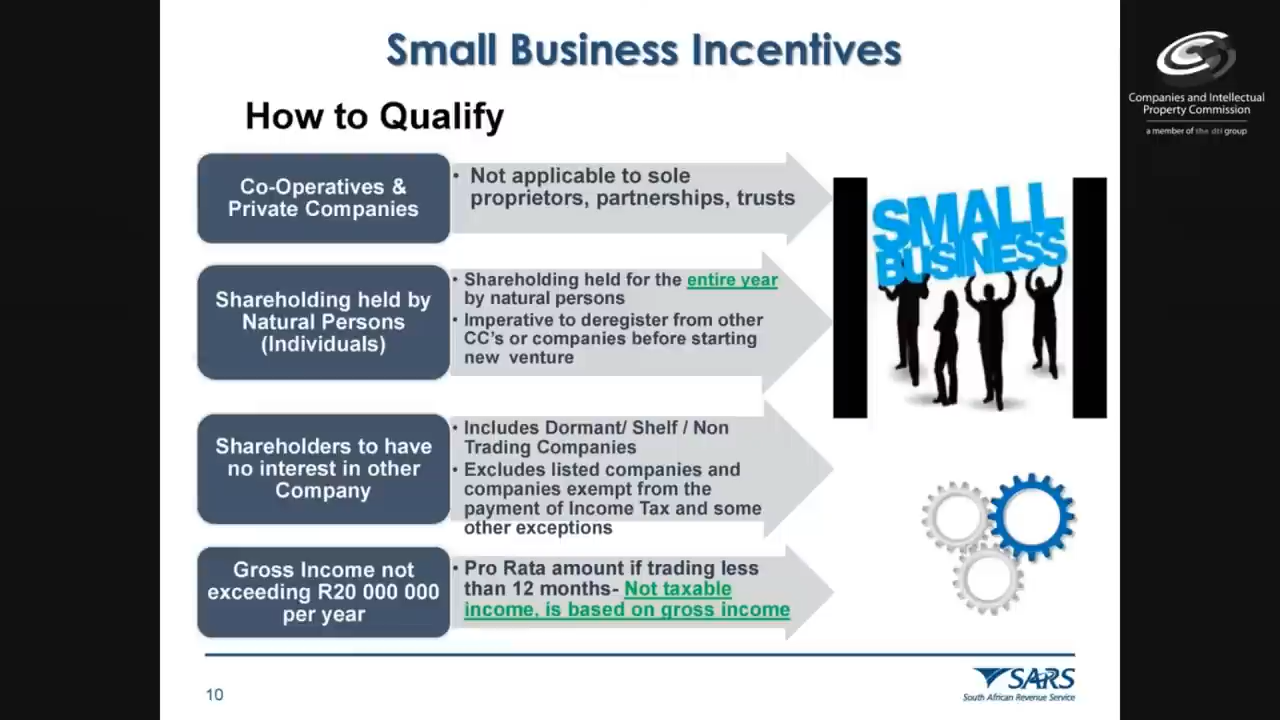 Small Business Incentives
How to Qualify
Co-Operatives &
Private Companies
• Not applicable to sole
proprietors, partnerships, trusts
Shareholding held by
Natural Persons
(Individuals)
• Shareholding held for the entire year
by natural persons
• Imperative to deregister from other
CC's or companies before starting
new venture
Shareholders to have
no interest in other
Company
• Includes Dormant/ Shelf / Non
Trading Companies
• Excludes listed companies and
companies exempt from the
payment of Income Tax and some
other exceptions
Gross Income not
exceeding R20 000 000
per year
• Pro Rata amount if trading less
than 12 months- Not taxable
income, is based on gross income
SMALL
BUSINESS
Companies and Intellectual
Property Commission
a member of the dti group
10
SARS
South African Revenue Service